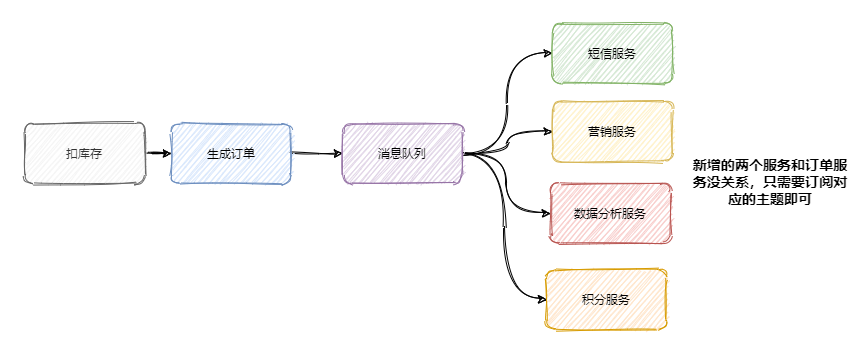 扣库存
生成订单
消息队列
短信服务
营销服务
数据分析服务
积分服务
新增的两个服务和订单服
务没关系，只需要订阅对
应的主题即可